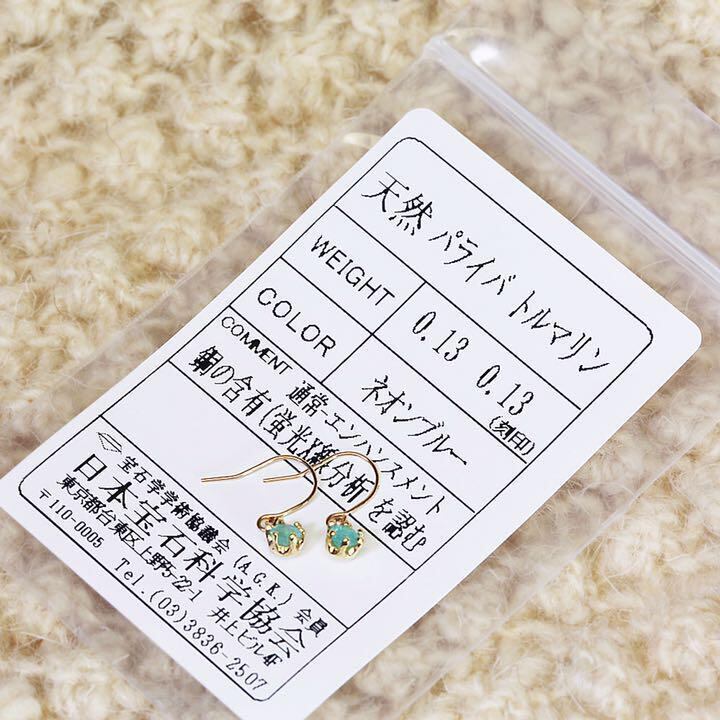 天然 パライバ トルマリン
WEIGHT 0.13 0.13 (刻印)
COLOR ネオンブルー
COMMENT 通常-エンハンスメント
銅の含有(蛍光X線分析)を認む
宝石学学術協議会 (A.G.K.) 会員
日本宝石科学協会
東京都台東区上野5-22-1 井上ビル4F
〒110-0005 Tel.(03)3836-2507